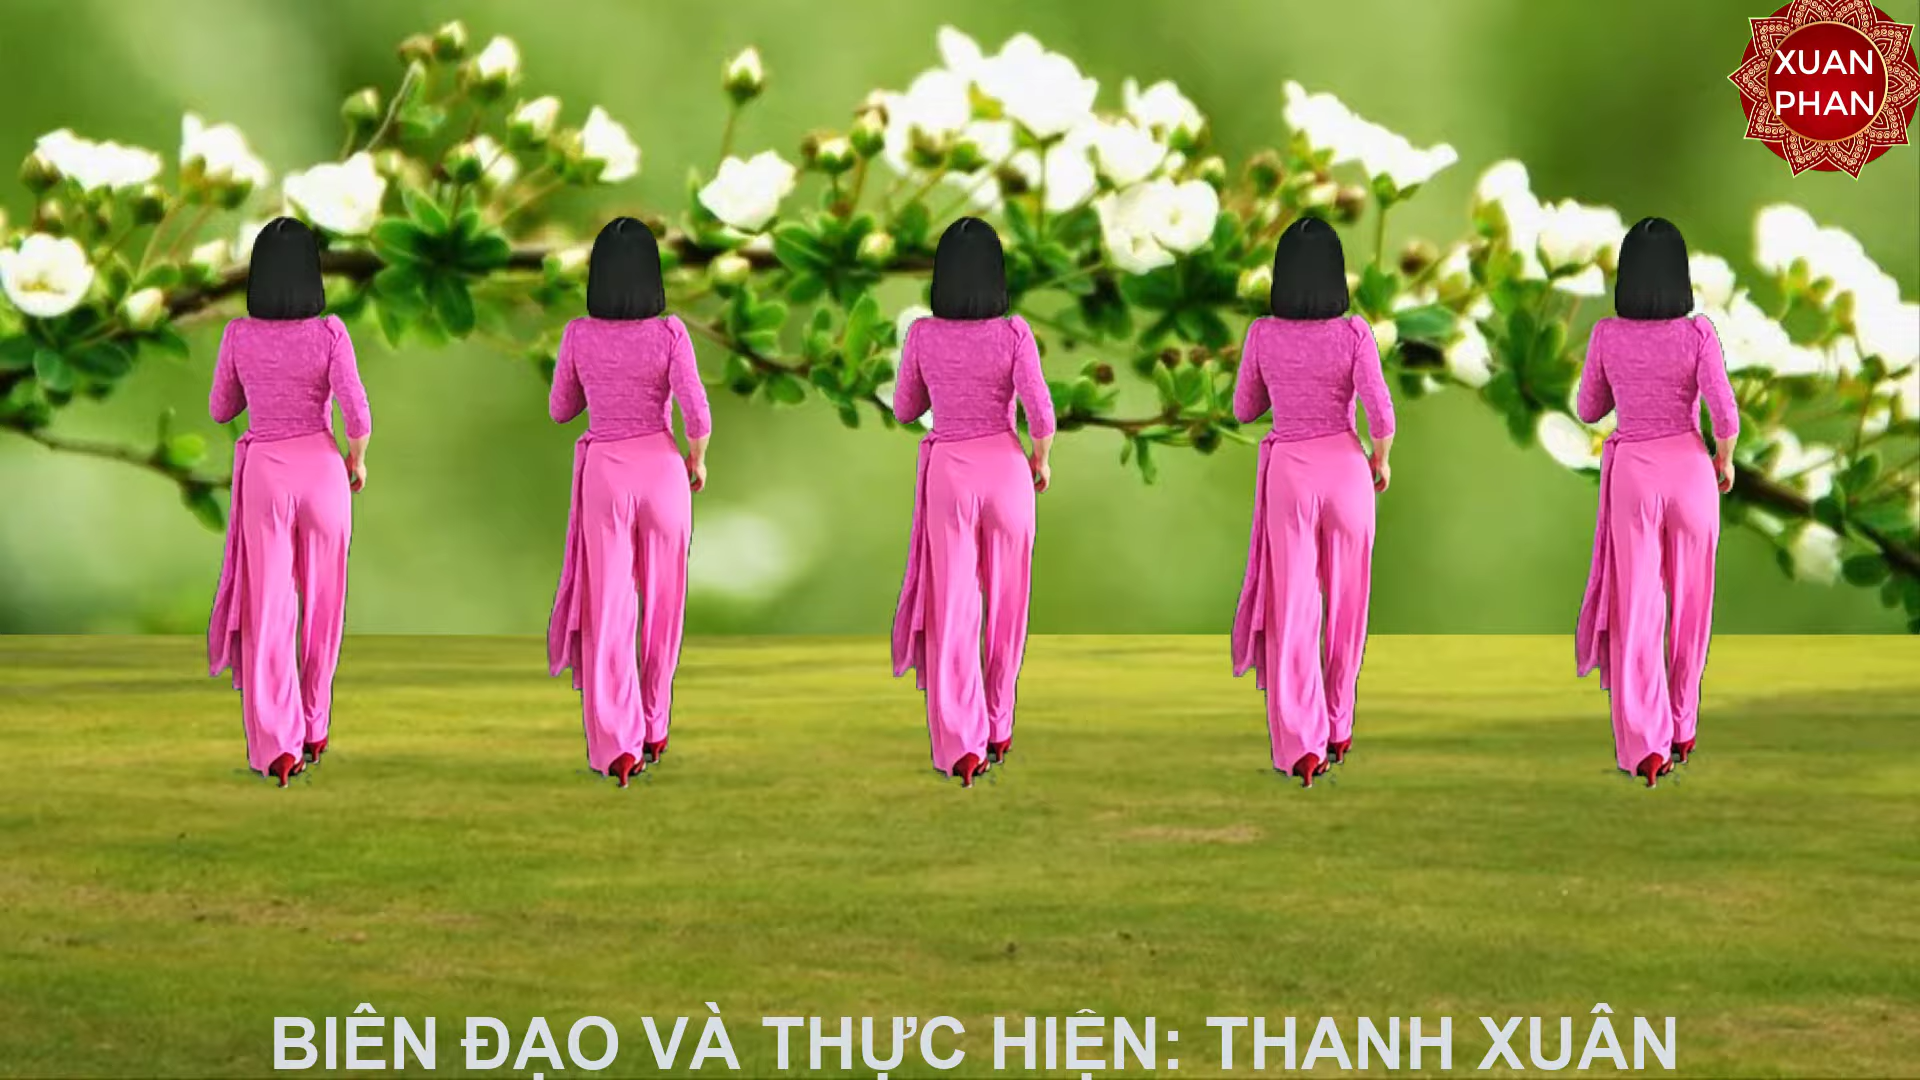 XUAN
PHAN
BIÊN ĐẠO VÀ THỰC HIỆN: THANH XUÂN